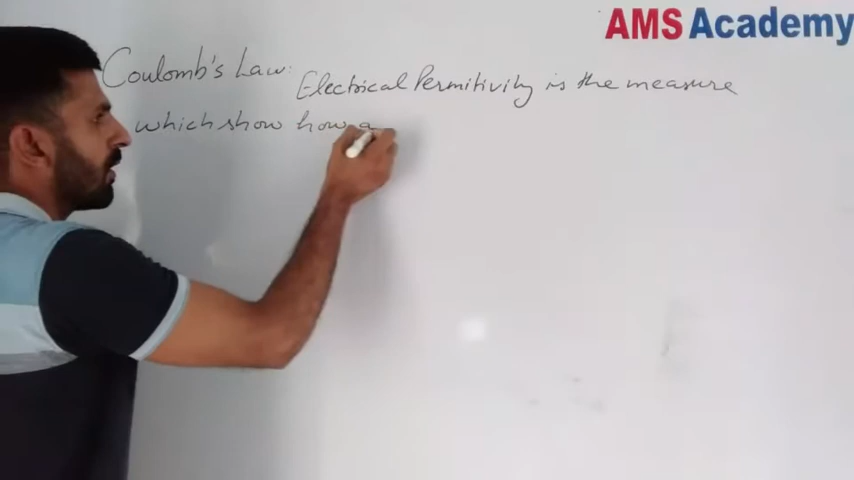 AMS Academy
Coulomb's Law:
Electrical Permitivity is the measure
which show how a